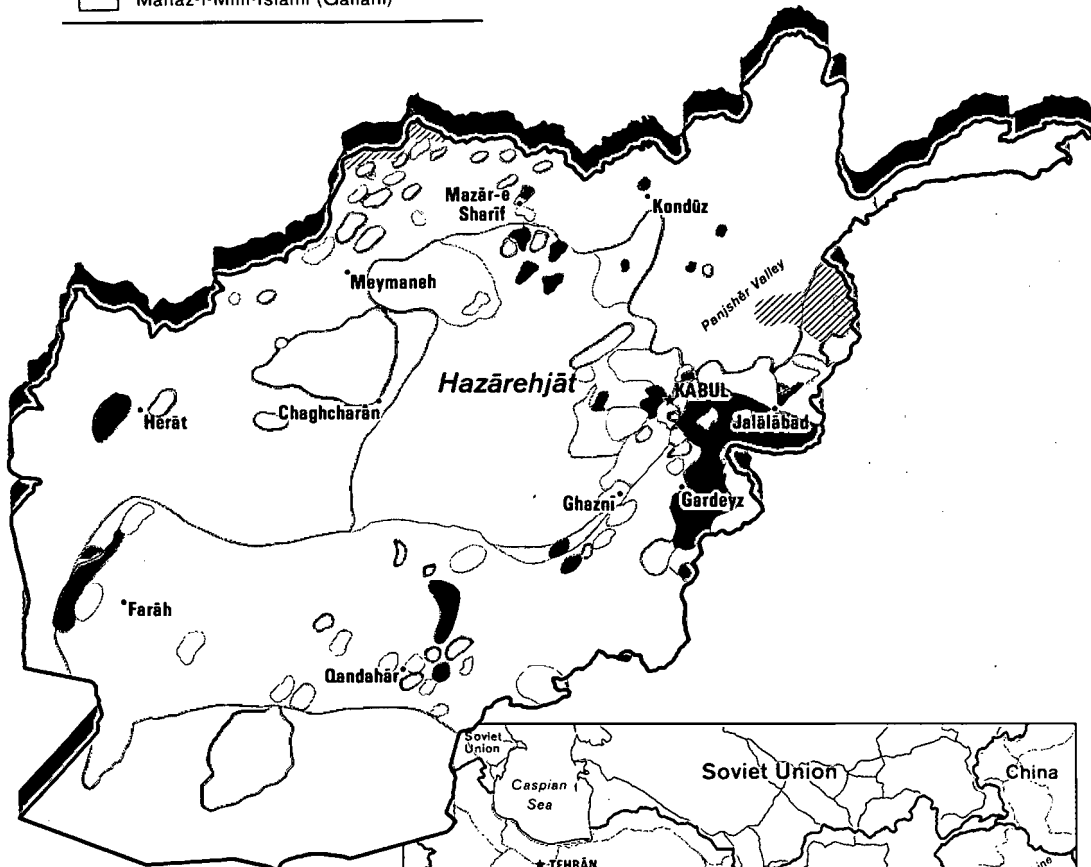 Mahaz-i-Milli-Islami (Gailani)
Mazār-e
Sharīf
Kondūz
Meymaneh
Panjshēr Valley
Hazārehjāt
KABUL
Jalālābād
Chaghcharān
Herāt
Ghaznī
Gardeyz
Farāh
Qandahār
Soviet
Union
Soviet Union
China
Caspian
Sea
TEHRĀN